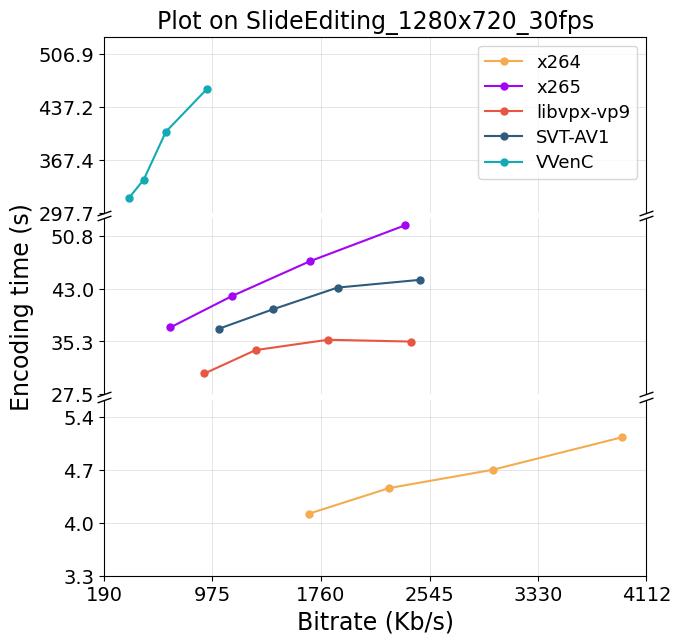 Plot on SlideEditing_1280x720_30fps
x264
x265
libvpx-vp9
SVT-AV1
VVenC
Encoding time (s)
506.9
437.2
367.4
297.7
50.8
43.0
35.3
27.5
5.4
4.7
4.0
3.3
190 975 1760 2545 3330 4112
Bitrate (Kb/s)